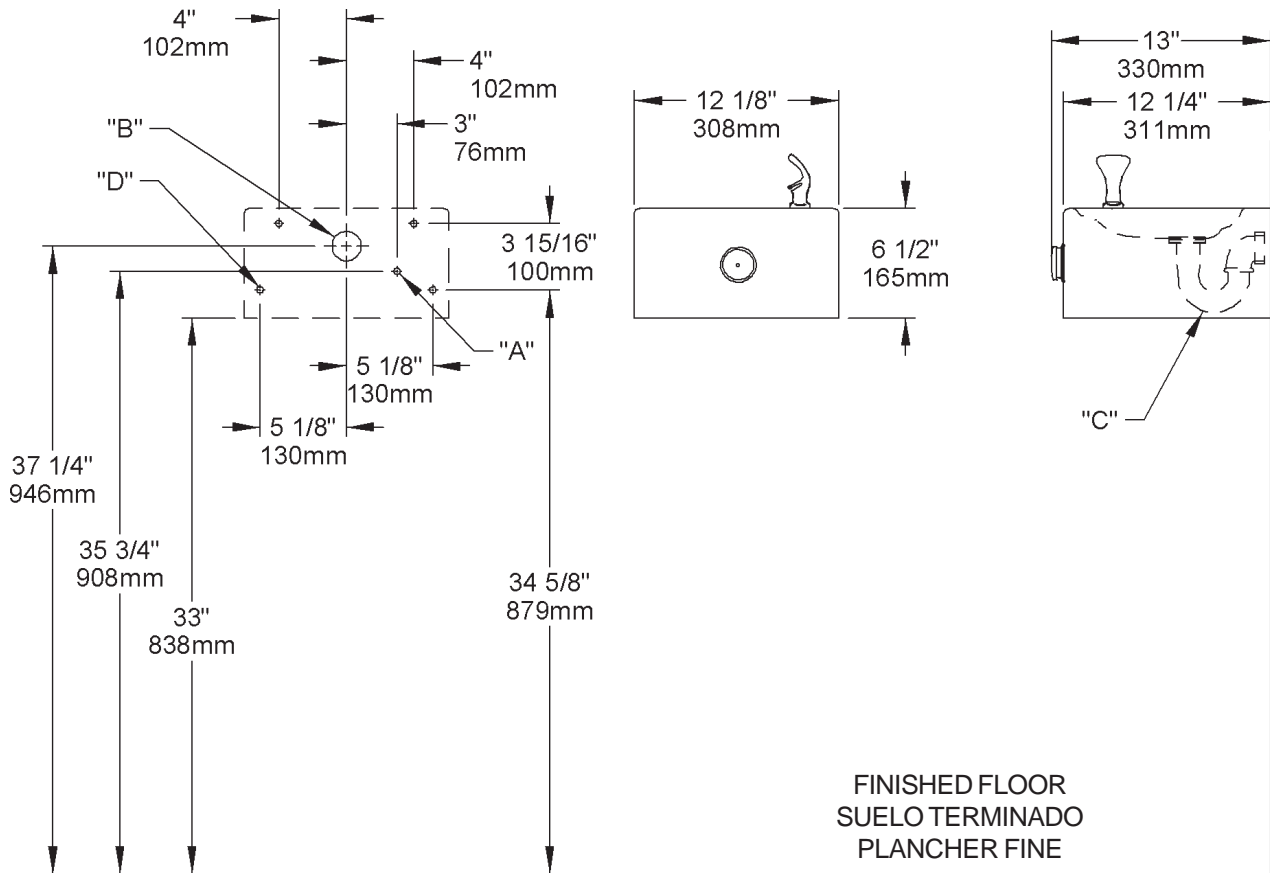 4"
102mm
4"
102mm
3"
76mm
"B"
"D"
3 15/16"
100mm
"A"
5 1/8"
130mm
5 1/8"
130mm
37 1/4"
946mm
35 3/4"
908mm
33"
838mm
34 5/8"
879mm
12 1/8"
308mm
6 1/2"
165mm
13"
330mm
12 1/4"
311mm
"C"
FINISHED FLOOR
SUELO TERMINADO
PLANCHER FINE